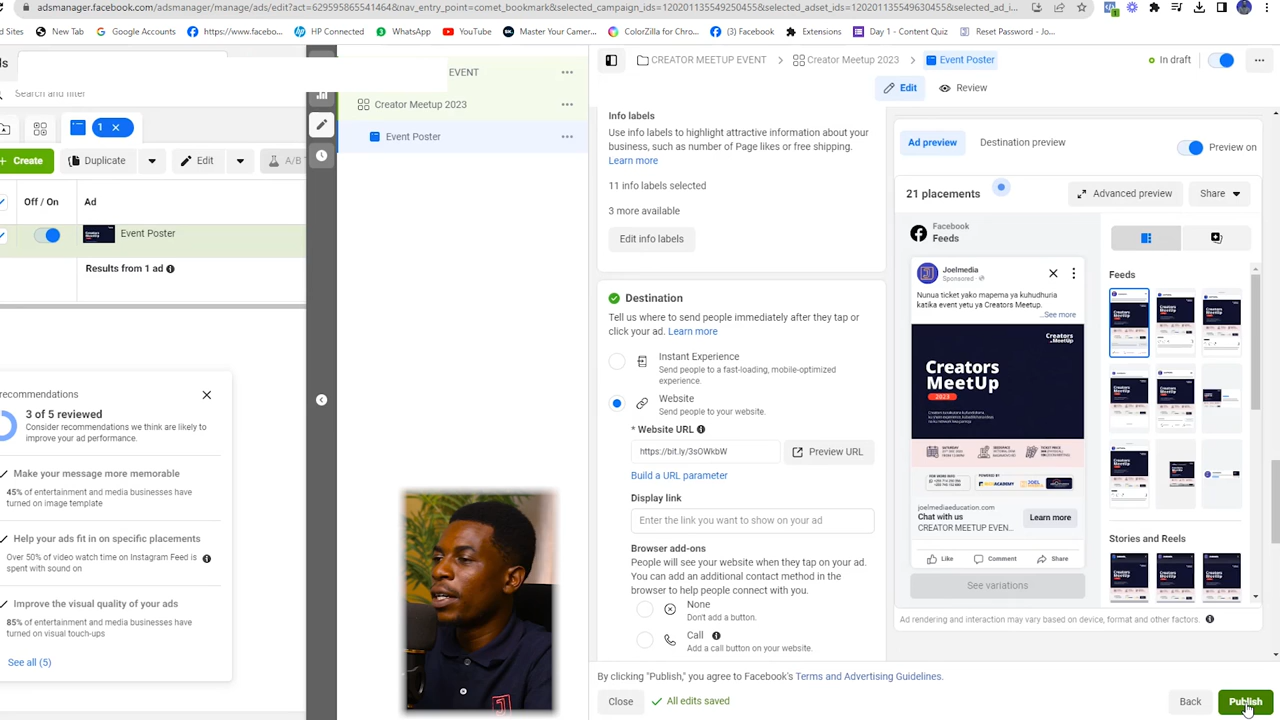 adsmanager.facebook.com/adsmanager/manage/ads/edit?act=629595865541464&nav_entry_point=comet_bookmark&selected_campaign_ids=120201135549250455&selected_adset_ids=120201135549630455&selected_ad_i...
d Sites
New Tab
Google Accounts
https://www.facebo...
HP Connected
WhatsApp
YouTube
Master Your Camer...
ColorZilla for Chro...
(3) Facebook
Extensions
Day 1 - Content Quiz
Reset Password - Jo...
ls
EVENT
Search and filter
Creator Meetup 2023
Event Poster
1
Create
Duplicate
Edit
A/B T
Off / On
Ad
Event Poster
Results from 1 ad
recommendations
3 of 5 reviewed
Consider recommendations we think are likely to
improve your ad performance.
Make your message more memorable
45% of entertainment and media businesses have
turned on image template
Help your ads fit in on specific placements
Over 50% of video watch time on Instagram Feed is
spent with sound on
Improve the visual quality of your ads
85% of entertainment and media businesses have
turned on visual touch-ups
See all (5)
CREATOR MEETUP EVENT
Creator Meetup 2023
Event Poster
In draft
Edit
Review
Info labels
Use info labels to highlight attractive information about your
business, such as number of Page likes or free shipping.
Learn more
11 info labels selected
3 more available
Edit info labels
Destination
Tell us where to send people immediately after they tap or
click your ad. Learn more
Instant Experience
Send people to a fast-loading, mobile-optimized
experience.
Website
Send people to your website.
* Website URL
https://bit.ly/3sOWkbW
Preview URL
Build a URL parameter
Display link
Enter the link you want to show on your ad
Browser add-ons
People will see your website when they tap on your ad.
You can add an additional contact method in the
browser to help people connect with you.
None
Don't add a button.
Call
Add a call button on your website.
Ad preview
Destination preview
Preview on
21 placements
Advanced preview
Share
Facebook
Feeds
Joelmedia
Sponsored
Nunua ticket yako mapema ya kuhudhuria
katika event yetu ya Creators Meetup.
...See more
Creators
MeetUp
Creators
MeetUp
2023
joelmediaeducation.com
Chat with us
CREATOR MEETUP EVEN...
Learn more
Like
Comment
Share
See variations
Feeds
Stories and Reels
Ad rendering and interaction may vary based on device, format and other factors.
By clicking "Publish," you agree to Facebook's Terms and Advertising Guidelines.
Close
All edits saved
Back
Publish